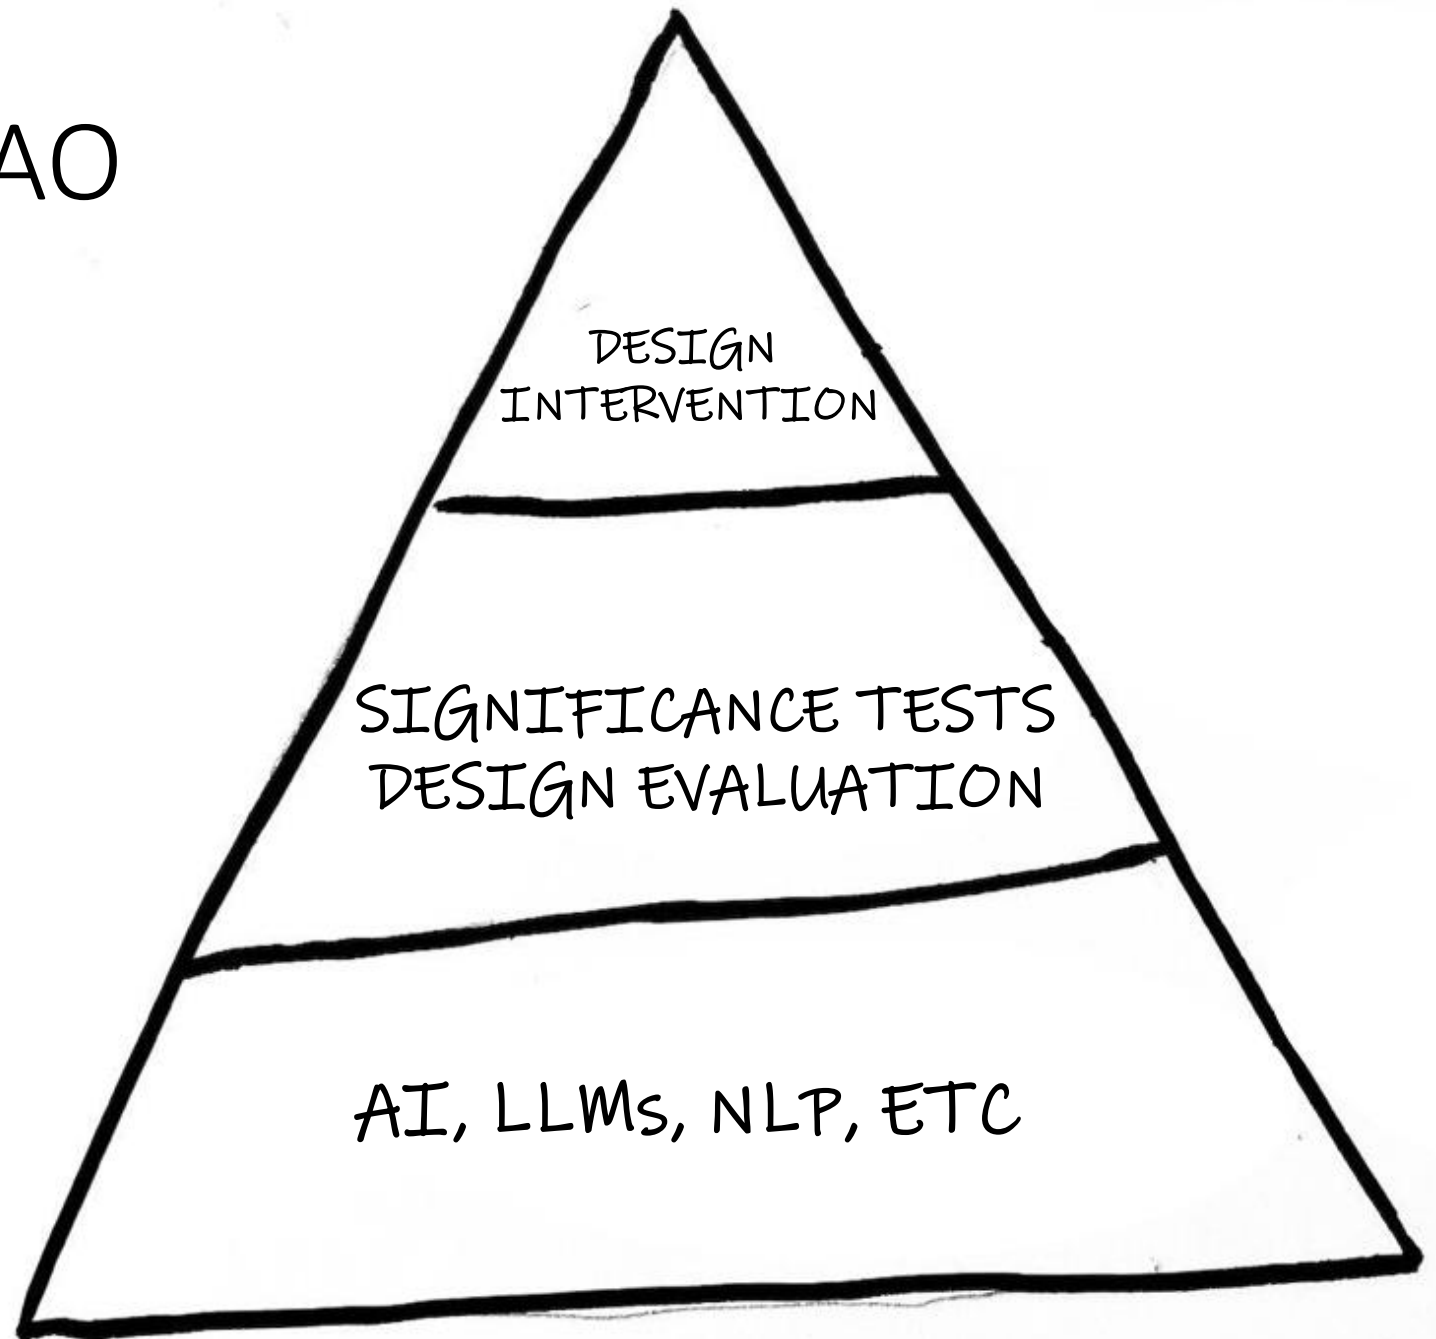 AO
DESIGN
INTERVENTION
SIGNIFICANCE TESTS
DESIGN EVALUATION
AI, LLMs, NLP, ETC